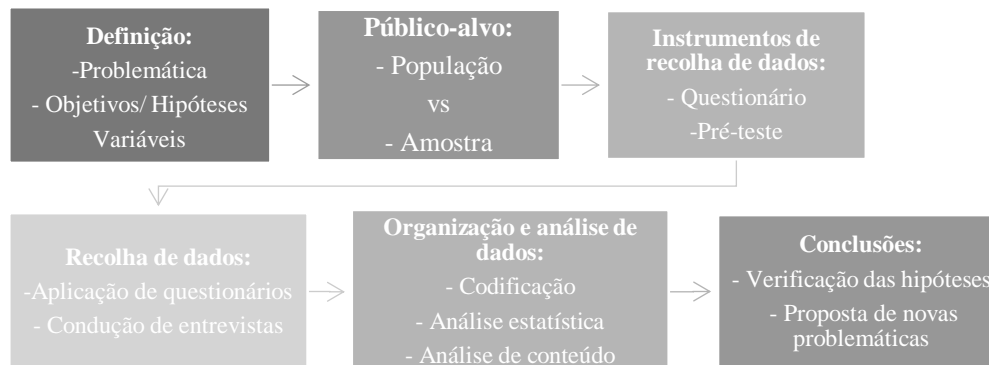 Definição:
-Problemática
- Objetivos/ Hipóteses
Variáveis
Público-alvo:
- População
vs
- Amostra
Instrumentos de
recolha de dados:
- Questionário
-Pré-teste
Recolha de dados:
-Aplicação de questionários
- Condução de entrevistas
Organização e análise de
dados:
- Codificação
- Análise estatística
- Análise de conteúdo
Conclusões:
- Verificação das hipóteses
- Proposta de novas
problemáticas